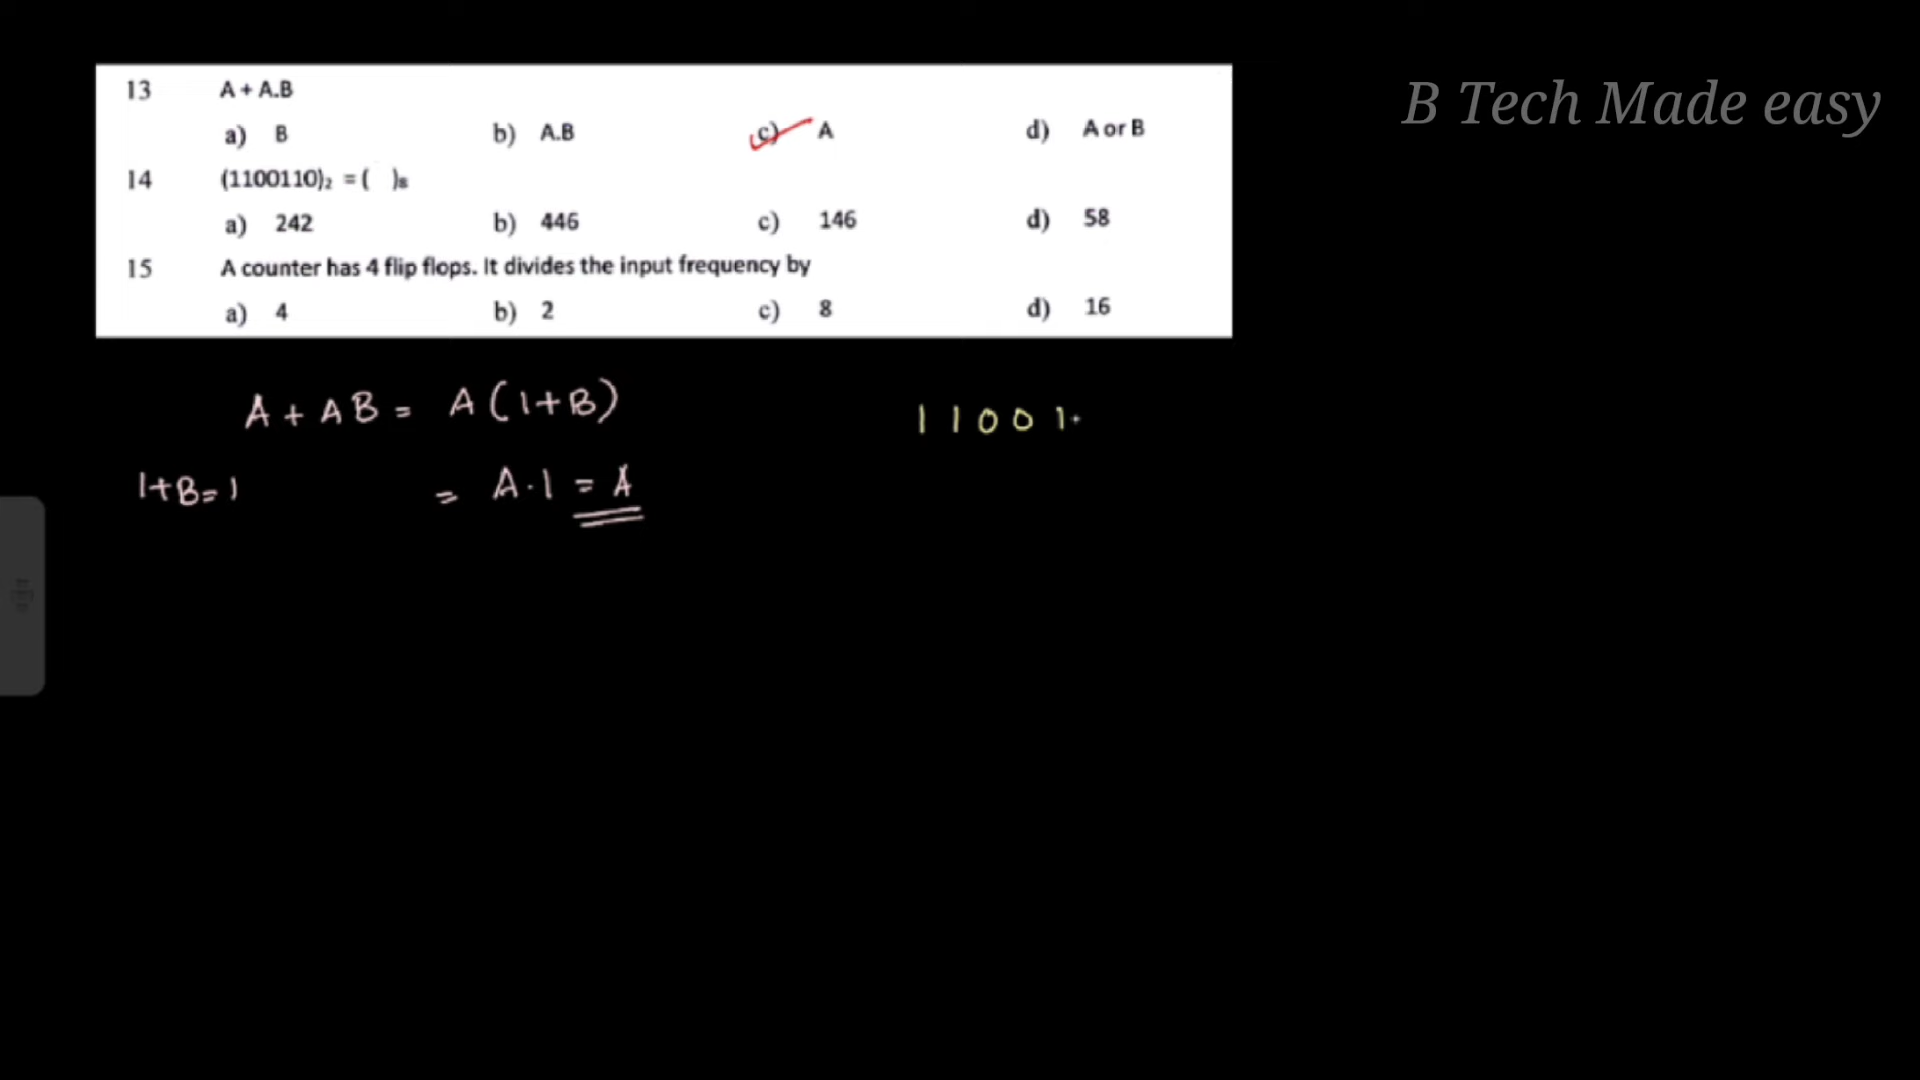 B Tech Made easy
13 A + A.B
a) B b) A.B c) A d) A or B
14 (1100110)₂ = ( )₈
a) 242 b) 446 c) 146 d) 58
15 A counter has 4 flip flops. It divides the input frequency by
a) 4 b) 2 c) 8 d) 16
A + AB = A(1+B)
1 1 0 0 1
1+B=1
= A·1 = A